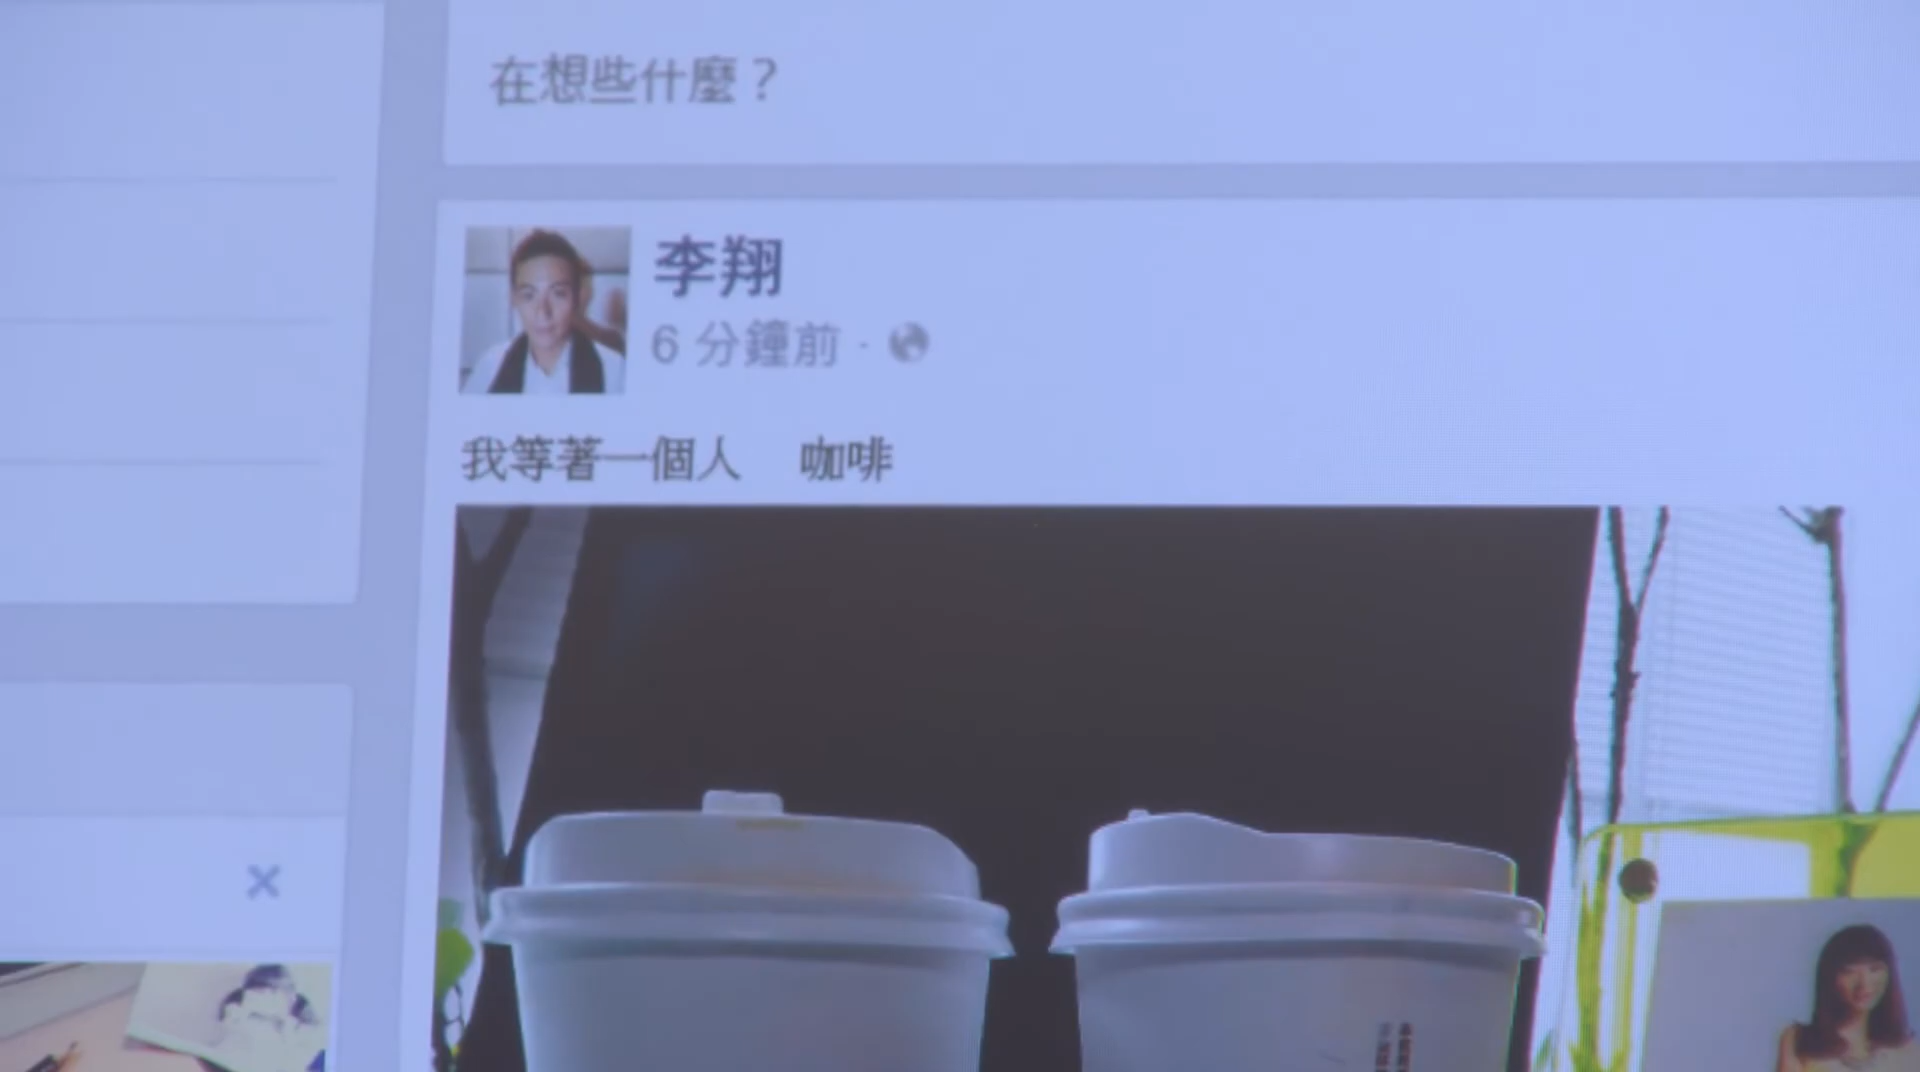 在想些什麼？
李翔
6 分鐘前 ·
我等著一個人 咖啡